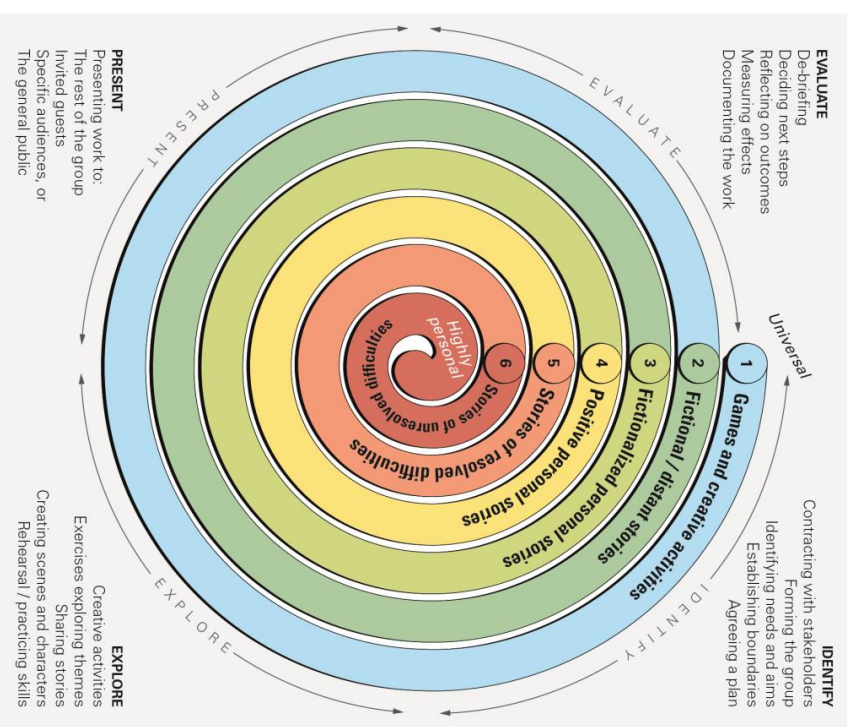 Universal
1 Games and creative activities
2 Fictional / distant stories
3 Fictionalized personal stories
4 Positive personal stories
5 Stories of resolved difficulties
6 Stories of unresolved difficulties
Highly
personal
IDENTIFY
EXPLORE
PRESENT
EVALUATE
IDENTIFY
Contracting with stakeholders
Forming the group
Identifying needs and aims
Establishing boundaries
Agreeing a plan
EXPLORE
Creative activities
Exercises exploring themes
Sharing stories
Creating scenes and characters
Rehearsal / practicing skills
PRESENT
Presenting work to:
The rest of the group
Invited guests
Specific audiences, or
The general public
EVALUATE
De-briefing
Deciding next steps
Reflecting on outcomes
Measuring effects
Documenting the work